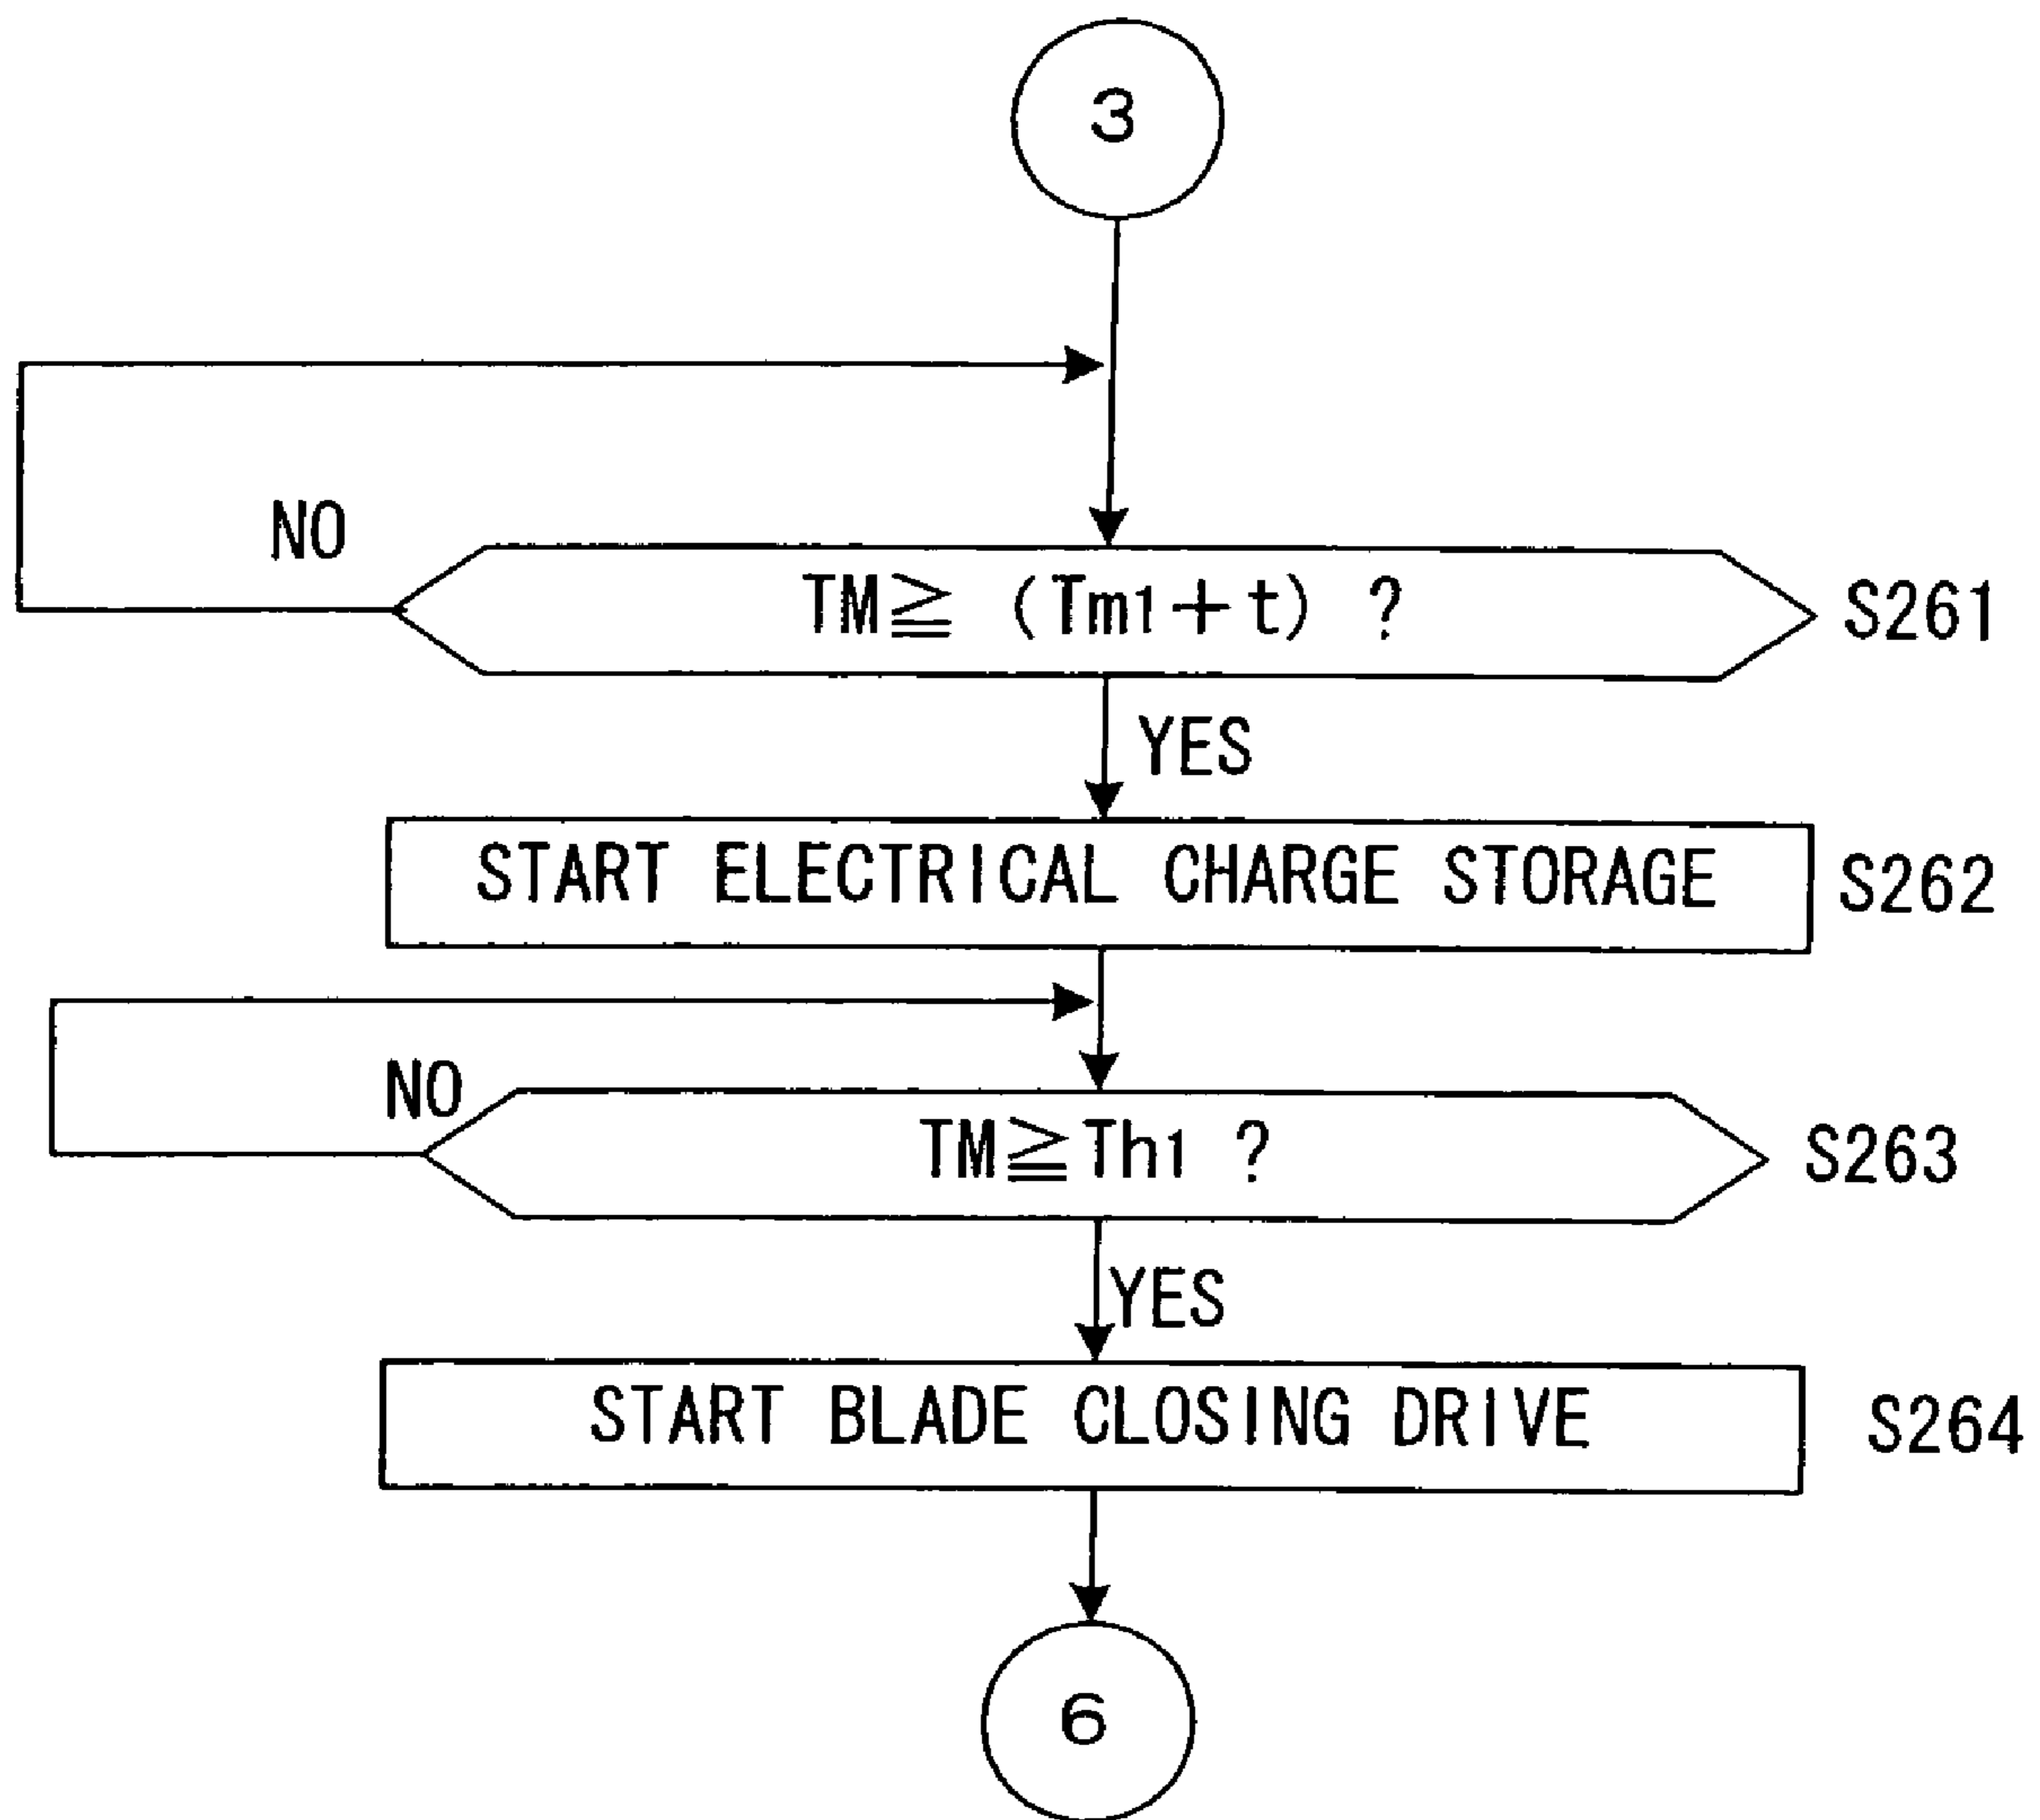 3
NO
TM≧ (Tm1+t) ?
S261
YES
START ELECTRICAL CHARGE STORAGE
S262
NO
TM≧Th1 ?
S263
YES
START BLADE CLOSING DRIVE
S264
6